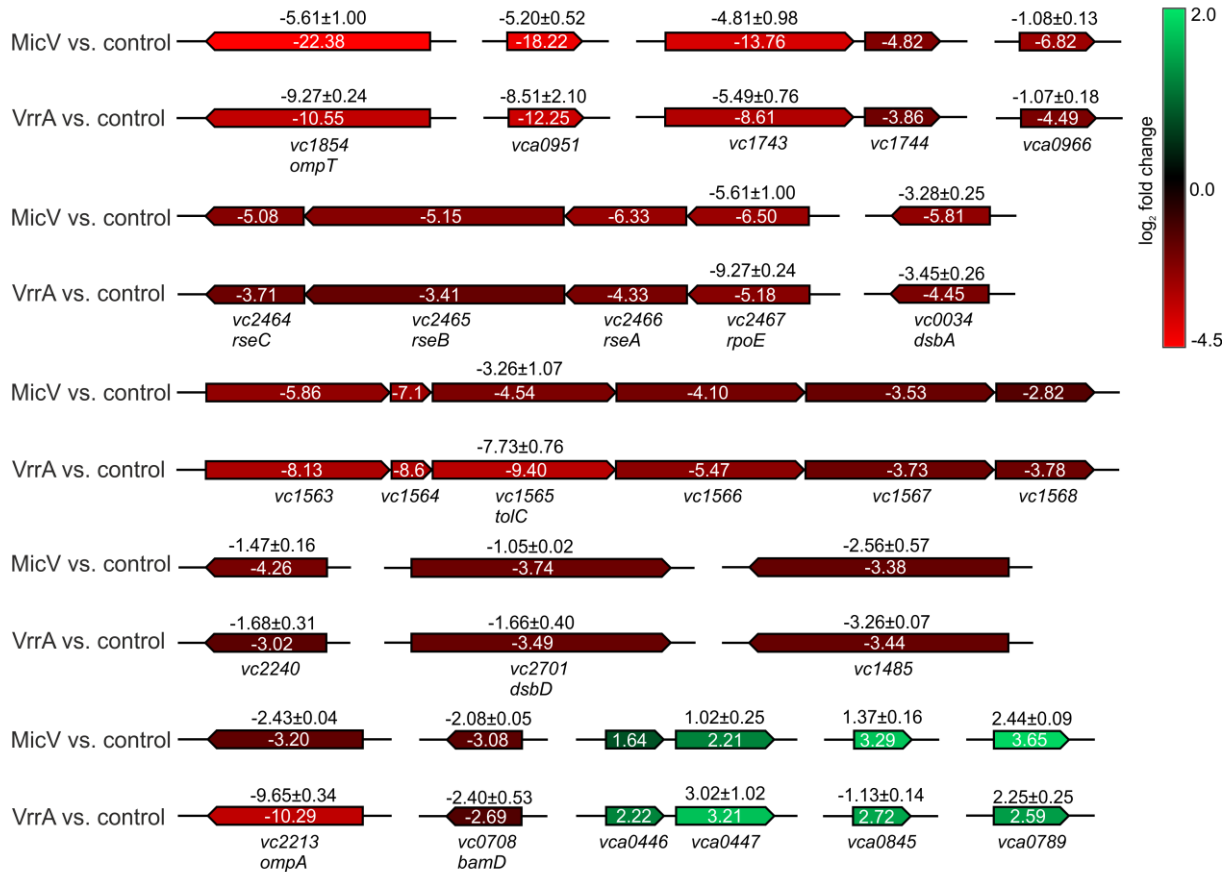 -5.61±1.00 -5.20±0.52 -4.81±0.98 -1.08±0.13
MicV vs. control -22.38 -18.22 -13.76 -4.82 -6.82
-9.27±0.24 -8.51±2.10 -5.49±0.76 -1.07±0.18
VrrA vs. control -10.55 -12.25 -8.61 -3.86 -4.49
vc1854 vca0951 vc1743 vc1744 vca0966
ompT
-5.61±1.00 -3.28±0.25
MicV vs. control -5.08 -5.15 -6.33 -6.50 -5.81
-9.27±0.24 -3.45±0.26
VrrA vs. control -3.71 -3.41 -4.33 -5.18 -4.45
vc2464 vc2465 vc2466 vc2467 vc0034
rseC rseB rseA rpoE dsbA
-3.26±1.07
MicV vs. control -5.86 -7.1 -4.54 -4.10 -3.53 -2.82
-7.73±0.76
VrrA vs. control -8.13 -8.6 -9.40 -5.47 -3.73 -3.78
vc1563 vc1564 vc1565 vc1566 vc1567 vc1568
tolC
-1.47±0.16 -1.05±0.02 -2.56±0.57
MicV vs. control -4.26 -3.74 -3.38
-1.68±0.31 -1.66±0.40 -3.26±0.07
VrrA vs. control -3.02 -3.49 -3.44
vc2240 vc2701 vc1485
dsbD
-2.43±0.04 -2.08±0.05 1.02±0.25 1.37±0.16 2.44±0.09
MicV vs. control -3.20 -3.08 1.64 2.21 3.29 3.65
-9.65±0.34 -2.40±0.53 3.02±1.02 -1.13±0.14 2.25±0.25
VrrA vs. control -10.29 -2.69 2.22 3.21 2.72 2.59
vc2213 vc0708 vca0446 vca0447 vca0845 vca0789
ompA bamD
2.0
0.0
-4.5
log₂ fold change